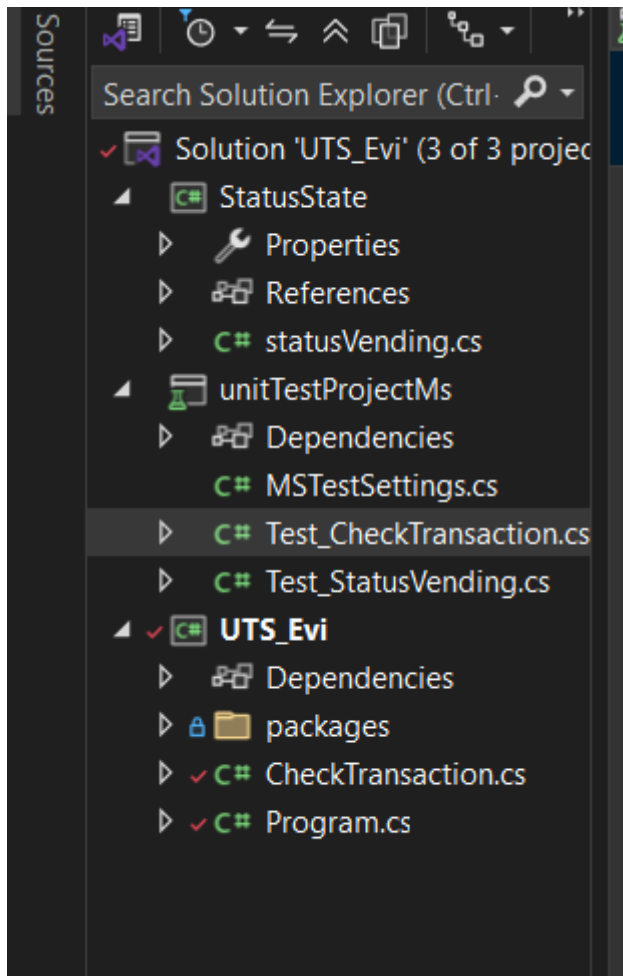 Sources
Search Solution Explorer (Ctrl-
Solution 'UTS_Evi' (3 of 3 projec
C# StatusState
Properties
References
C# statusVending.cs
unitTestProjectMs
Dependencies
C# MSTestSettings.cs
C# Test_CheckTransaction.cs
C# Test_StatusVending.cs
C# UTS_Evi
Dependencies
packages
C# CheckTransaction.cs
C# Program.cs